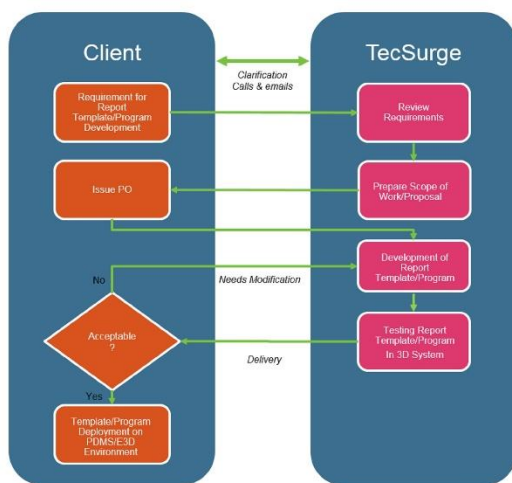 Client
TecSurge
Clarification
Calls & emails
Requirement for
Report
Template/Program
Development
Review
Requirements
Issue PO
Prepare Scope of
Work/Proposal
Development of
Report
Template/Program
No
Needs Modification
Acceptable
?
Testing Report
Template/Program
In 3D System
Delivery
Yes
Template/Program
Deployment on
PDMS/E3D
Environment